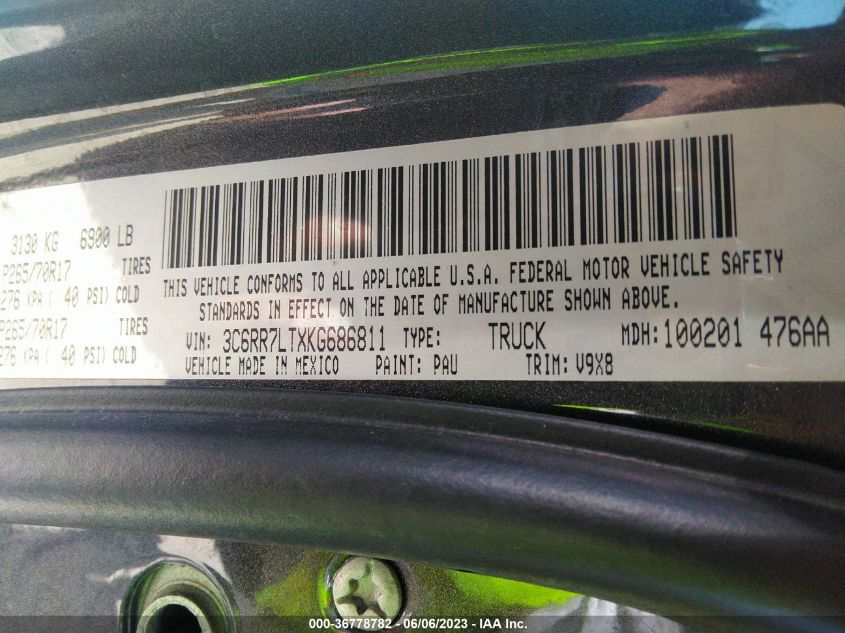 3130 KG 6900 LB
P265/70R17 TIRES
276 KPA ( 40 PSI) COLD
P265/70R17 TIRES
276 KPA ( 40 PSI) COLD
THIS VEHICLE CONFORMS TO ALL APPLICABLE U.S.A. FEDERAL MOTOR VEHICLE SAFETY
STANDARDS IN EFFECT ON THE DATE OF MANUFACTURE SHOWN ABOVE.
VIN: 3C6RR7LTXKG686811 TYPE: TRUCK MDH:100201 476AA
VEHICLE MADE IN MEXICO PAINT: PAU TRIM: V9X8
000-36778782 - 06/06/2023 - IAA Inc.